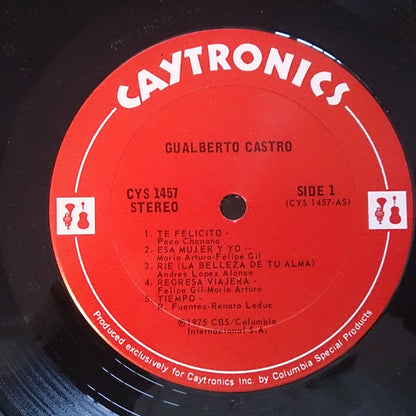 CAYTRONICS
GUALBERTO CASTRO
CYS 1457
STEREO
SIDE 1
(CYS 1457-AS)
1. TE FELICITO -
Paco Chanona
2. ESA MUJER Y YO --
Mario Arturo-Felipe Gil
3. RIE (LA BELLEZA DE TU ALMA)
Andres Lopez Alonso
4. REGRESA VIAJERA -
Felipe Gil-Mario Arturo
5. TIEMPO -
R. Fuentes-Renato Leduc
℗1975 CBS/Columbia
Internacional S.A.
Produced exclusively for Caytronics Inc. by Columbia Special Products